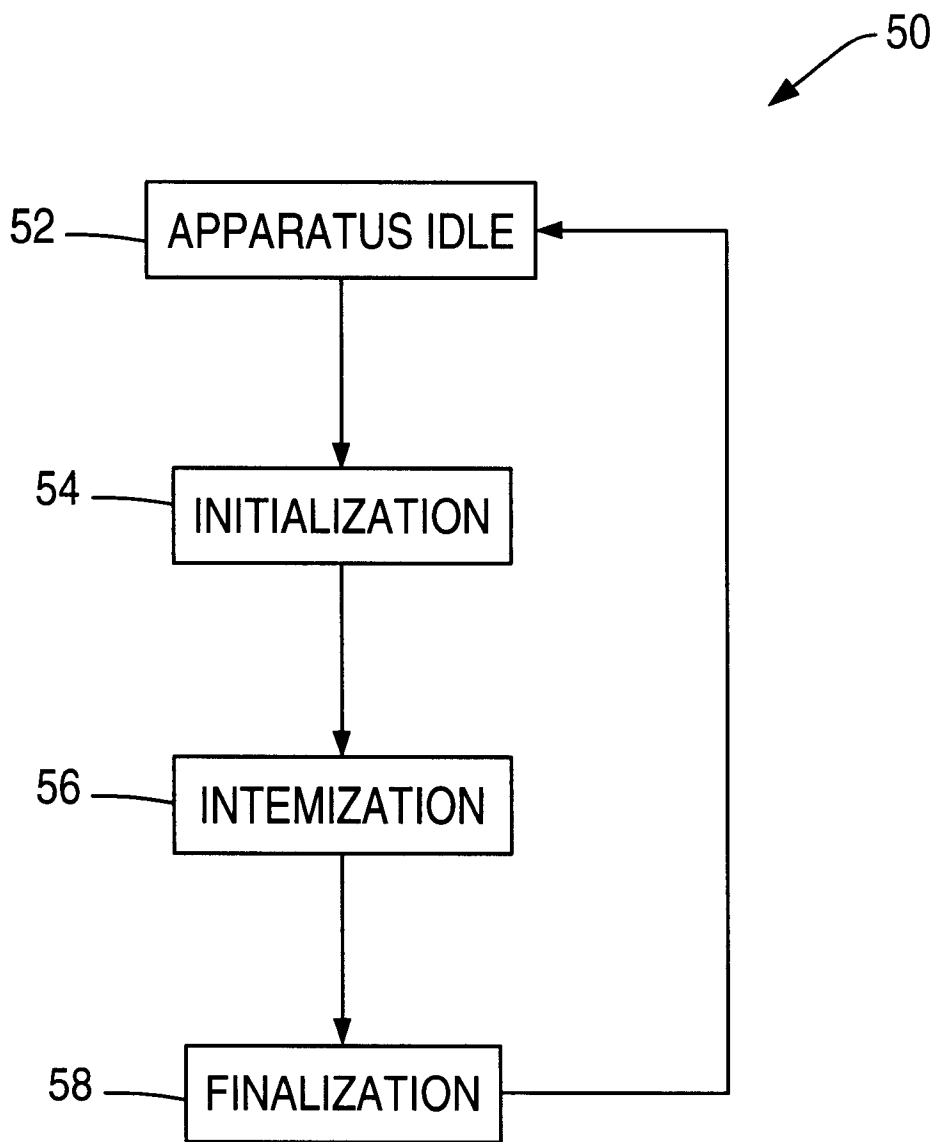 50
52
APPARATUS IDLE
54
INITIALIZATION
56
INTEMIZATION
58
FINALIZATION